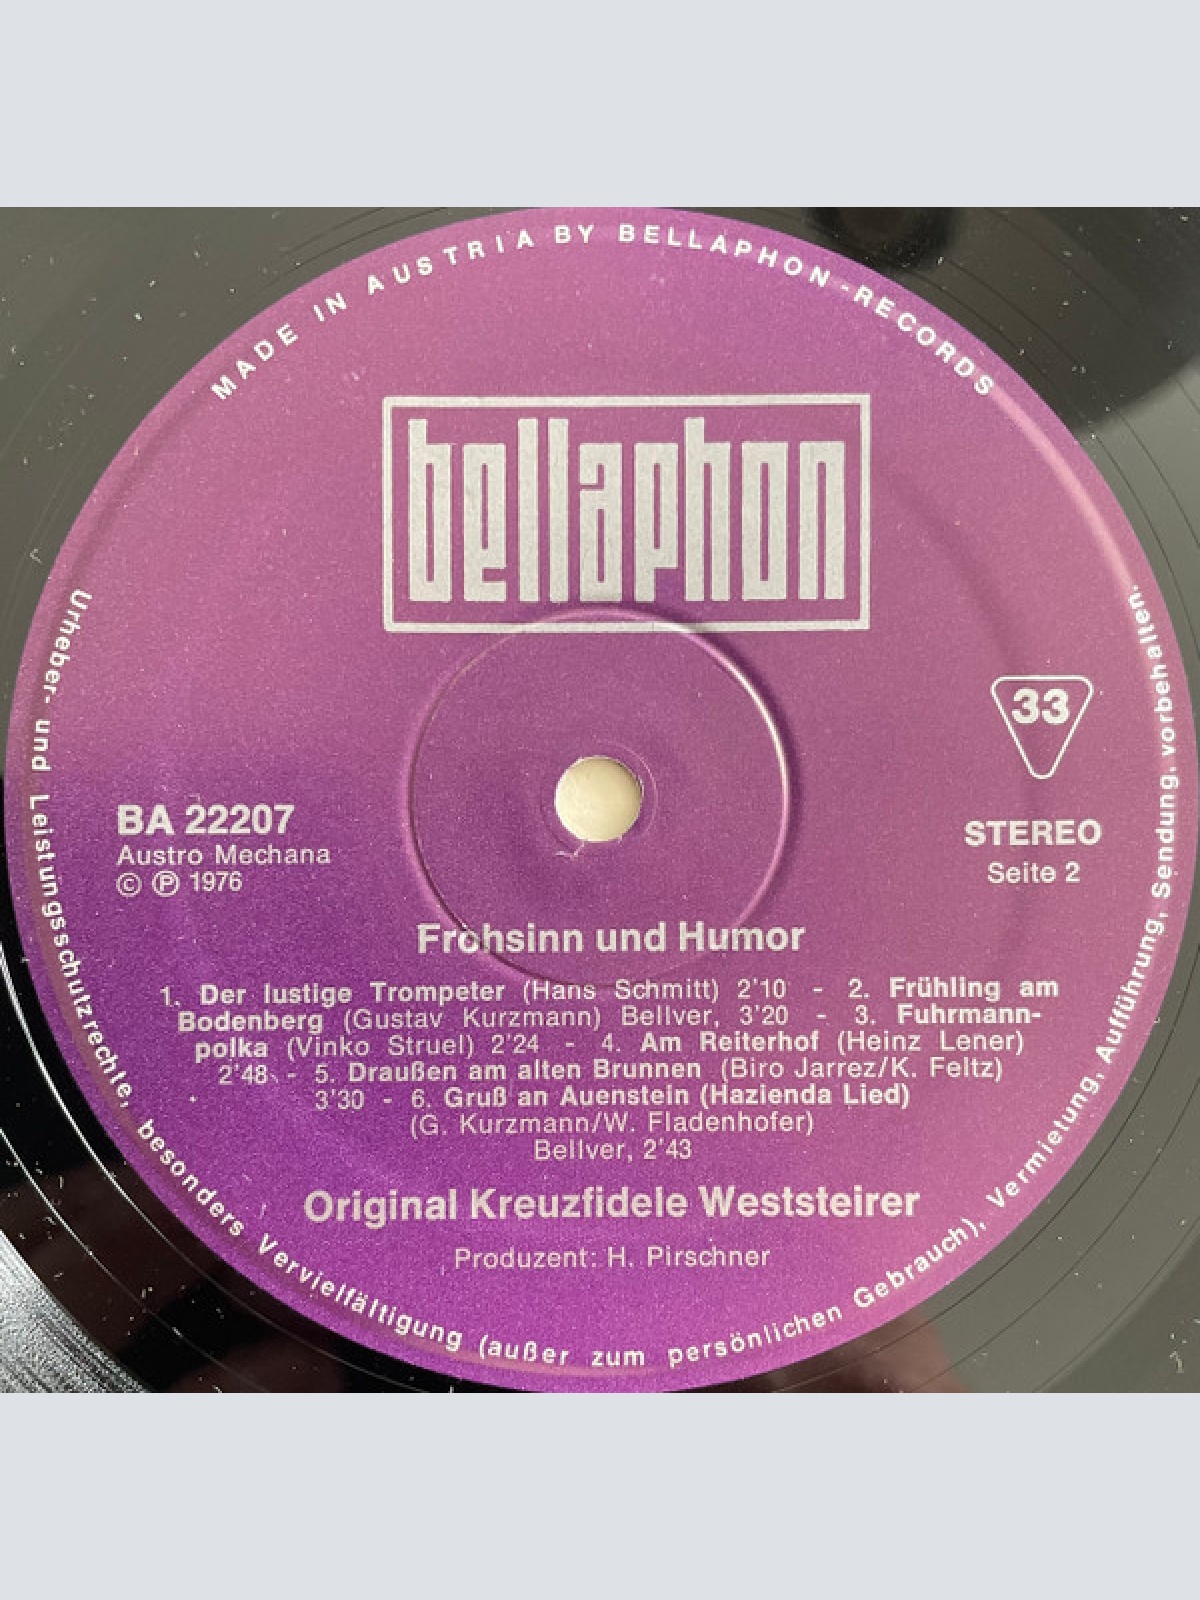 MADE IN AUSTRIA BY BELLAPHON-RECORDS
bellaphon
33
BA 22207
Austro Mechana
© ℗ 1976
STEREO
Seite 2
Frohsinn und Humor
1. Der lustige Trompeter (Hans Schmitt) 2'10 - 2. Frühling am
Bodenberg (Gustav Kurzmann) Bellver, 3'20 - 3. Fuhrmann-
polka (Vinko Struel) 2'24 - 4. Am Reiterhof (Heinz Lener)
2'48 - 5. Draußen am alten Brunnen (Biro Jarrez/K. Feltz)
3'30 - 6. Gruß an Auenstein (Hazienda Lied)
(G. Kurzmann/W. Fladenhofer)
Bellver, 2'43
Original Kreuzfidele Weststeirer
Produzent: H. Pirschner
Urheber- und Leistungsschutzrechte, besonders Vervielfältigung (außer zum persönlichen Gebrauch), Vermietung, Aufführung, Sendung, vorbehalten.